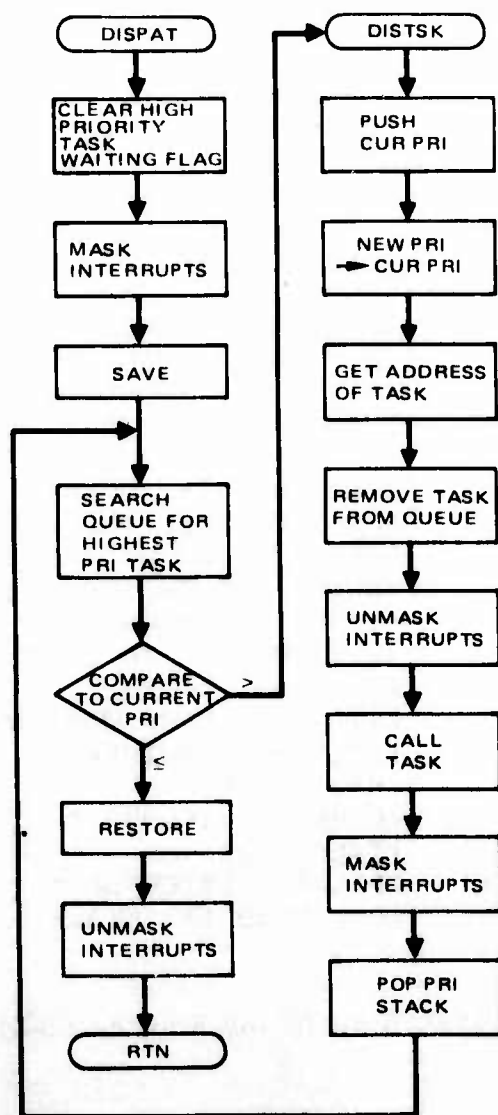 DISPAT
CLEAR HIGH
PRIORITY
TASK
WAITING FLAG
MASK
INTERRUPTS
SAVE
SEARCH
QUEUE FOR
HIGHEST
PRI TASK
COMPARE
TO CURRENT
PRI
>
≤
RESTORE
UNMASK
INTERRUPTS
RTN
DISTSK
PUSH
CUR PRI
NEW PRI
→ CUR PRI
GET ADDRESS
OF TASK
REMOVE TASK
FROM QUEUE
UNMASK
INTERRUPTS
CALL
TASK
MASK
INTERRUPTS
POP PRI
STACK